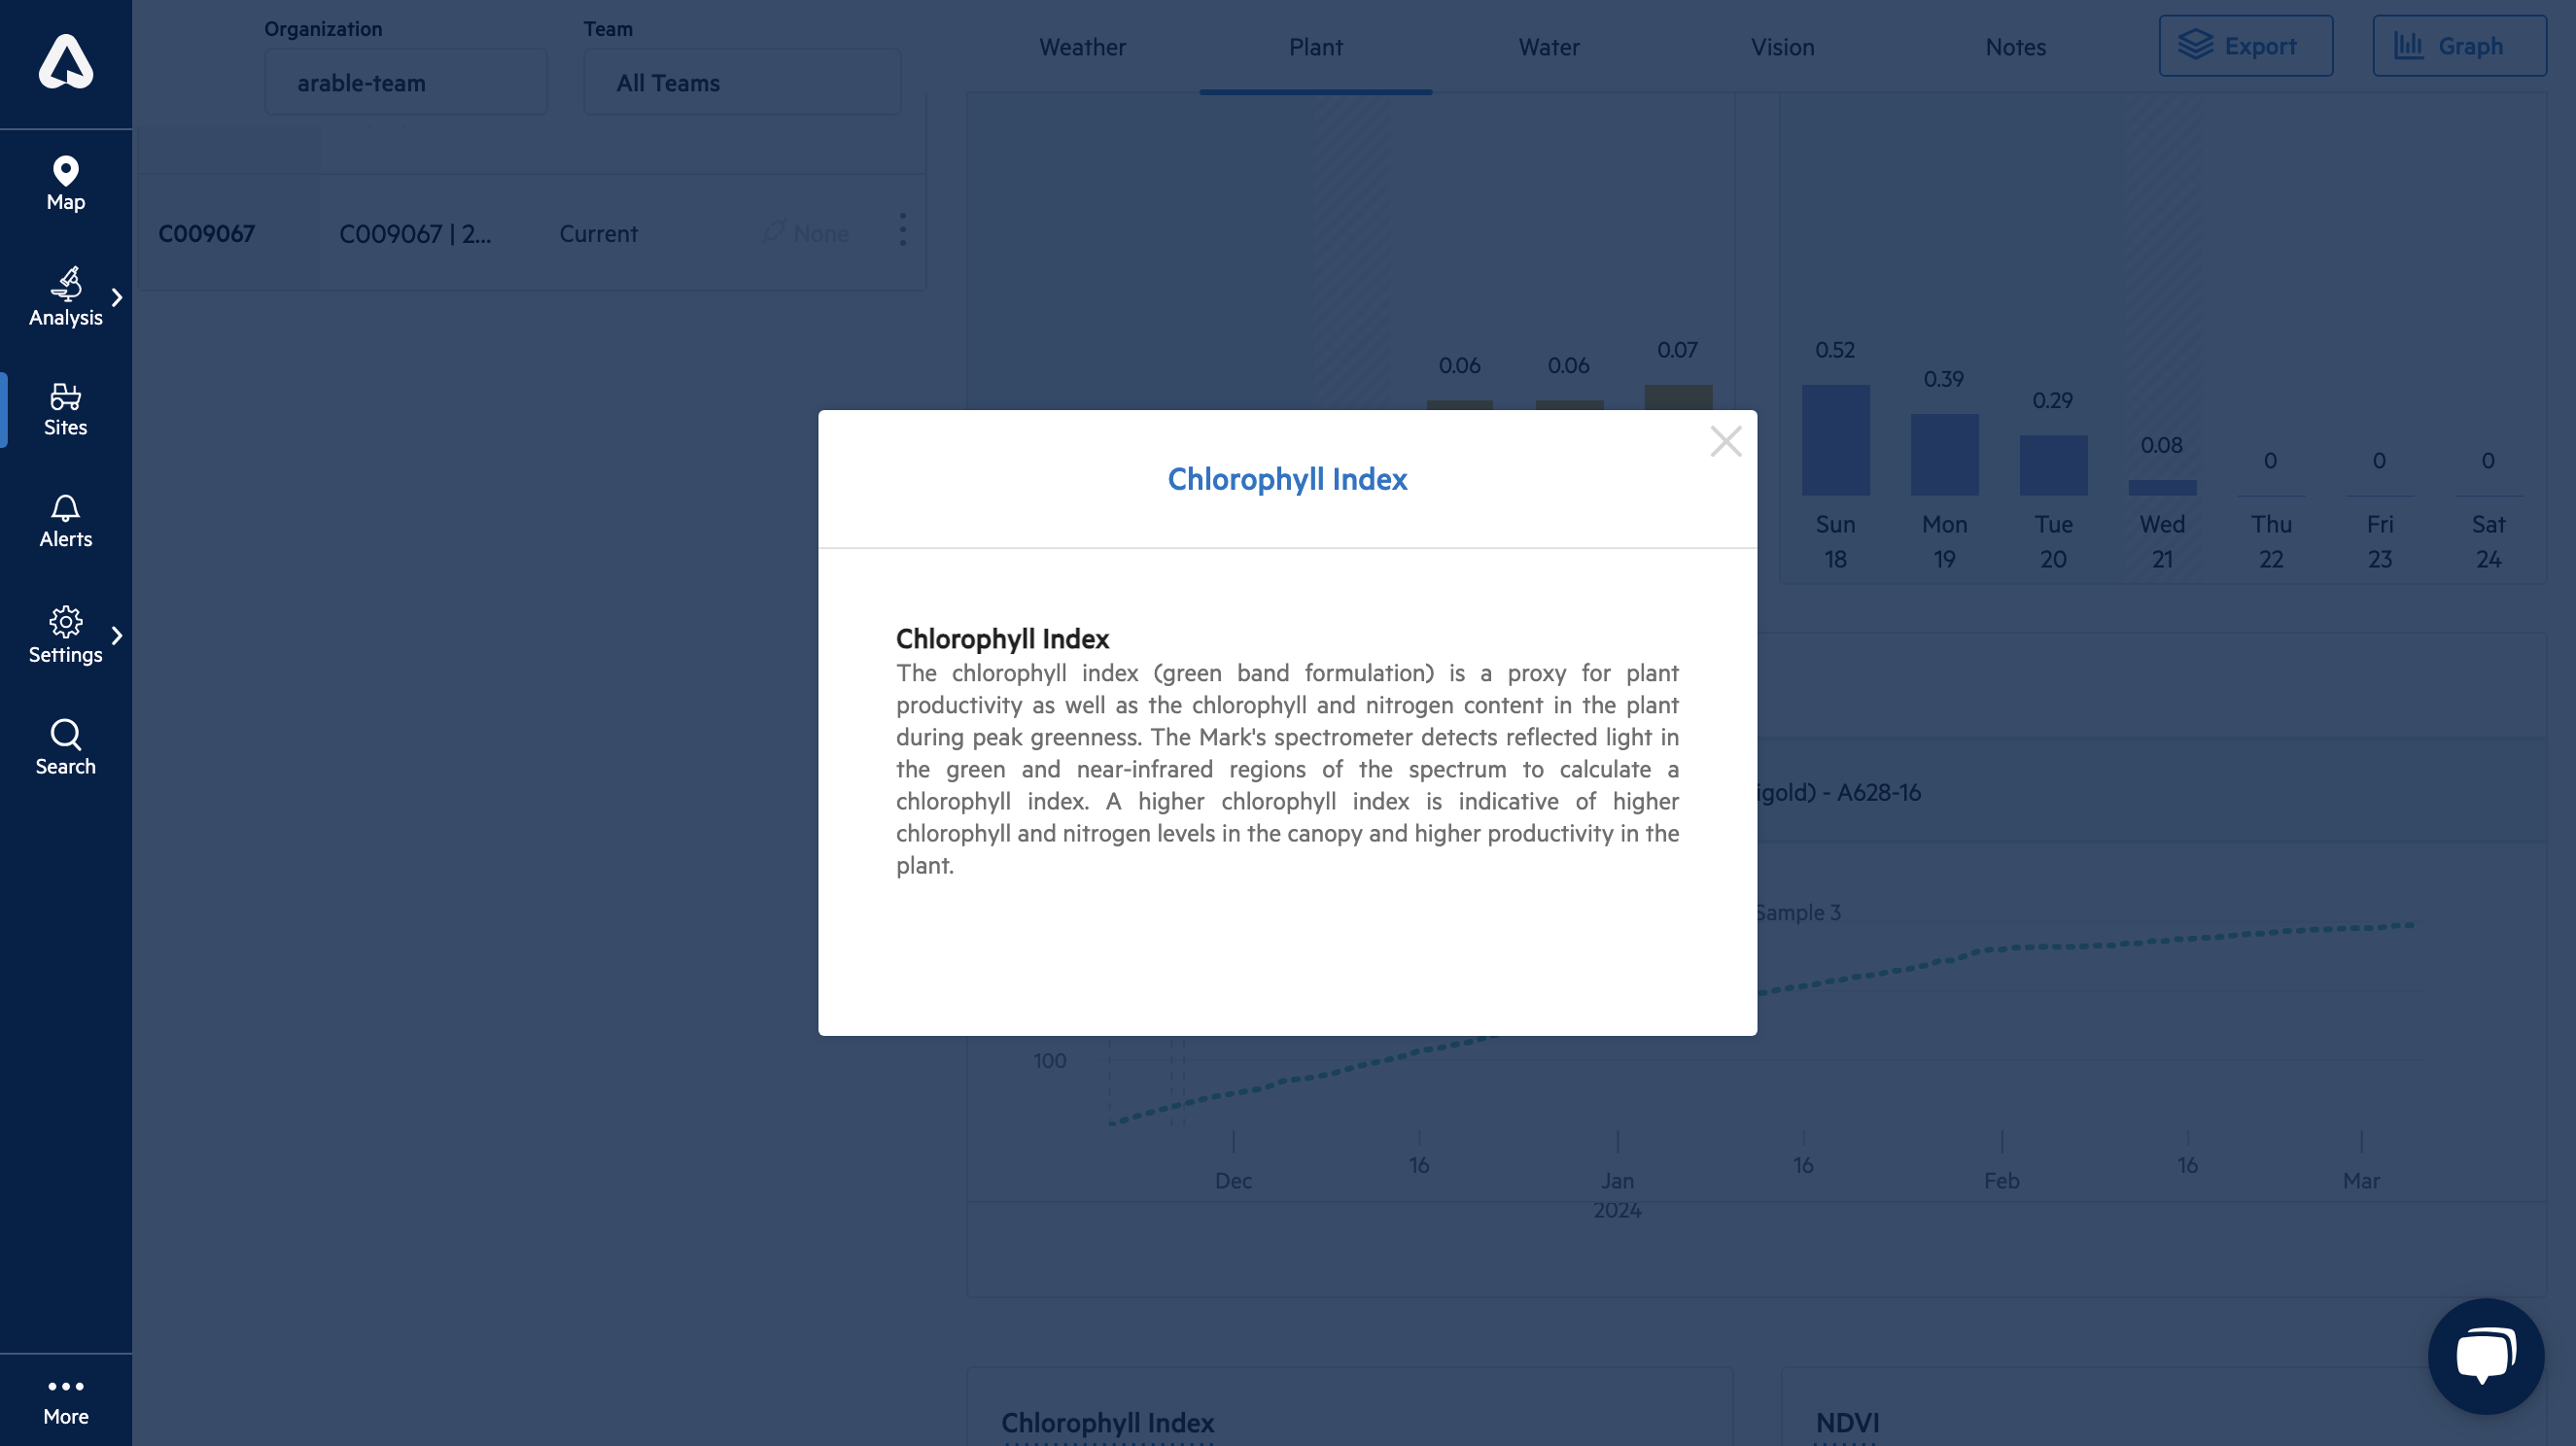 Organization
Team
arable-team
All Teams
Weather
Plant
Water
Vision
Notes
Export
Graph
Map
Analysis
Sites
Alerts
Settings
Search
More
C009067
C009067 | 2...
Current
None
0.06
0.06
0.07
0.52
0.39
0.29
0.08
0
0
0
Sun
Mon
Tue
Wed
Thu
Fri
Sat
18
19
20
21
22
23
24
Chlorophyll Index
Chlorophyll Index
The chlorophyll index (green band formulation) is a proxy for plant
productivity as well as the chlorophyll and nitrogen content in the plant
during peak greenness. The Mark's spectrometer detects reflected light in
the green and near-infrared regions of the spectrum to calculate a
chlorophyll index. A higher chlorophyll index is indicative of higher
chlorophyll and nitrogen levels in the canopy and higher productivity in the
plant.
igold) - A628-16
Sample 3
100
16
16
16
Dec
Jan
Feb
Mar
2024
Chlorophyll Index
NDVI